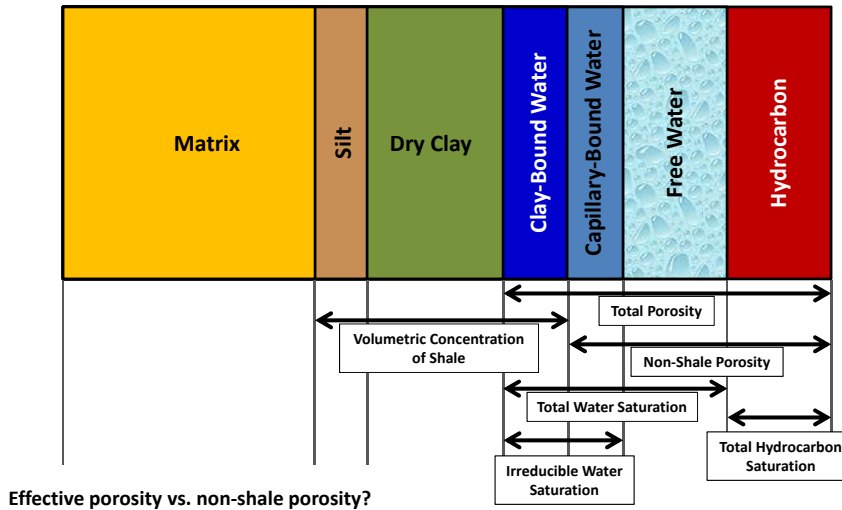 Matrix
Silt
Dry Clay
Clay-Bound Water
Capillary-Bound Water
Free Water
Hydrocarbon
Total Porosity
Volumetric Concentration
of Shale
Non-Shale Porosity
Total Water Saturation
Total Hydrocarbon
Saturation
Irreducible Water
Saturation
Effective porosity vs. non-shale porosity?